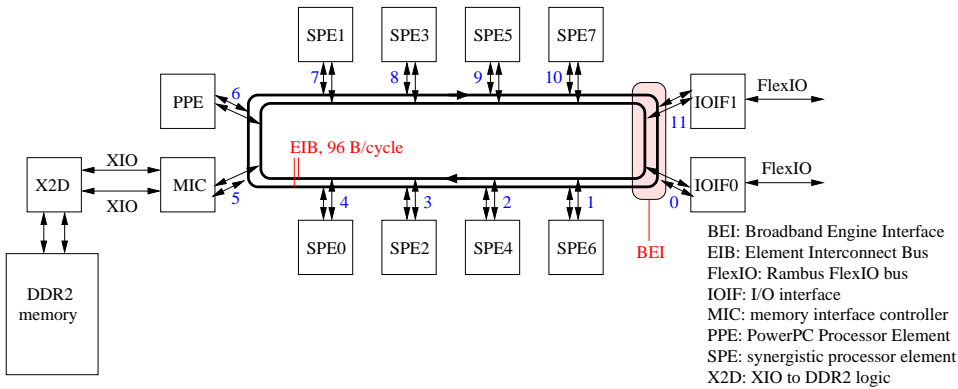 SPE1
SPE3
SPE5
SPE7
7
8
9
10
PPE
6
IOIF1
FlexIO
11
EIB, 96 B/cycle
XIO
X2D
MIC
XIO
5
4
3
2
1
0
IOIF0
FlexIO
SPE0
SPE2
SPE4
SPE6
BEI
DDR2
memory
BEI: Broadband Engine Interface
EIB: Element Interconnect Bus
FlexIO: Rambus FlexIO bus
IOIF: I/O interface
MIC: memory interface controller
PPE: PowerPC Processor Element
SPE: synergistic processor element
X2D: XIO to DDR2 logic